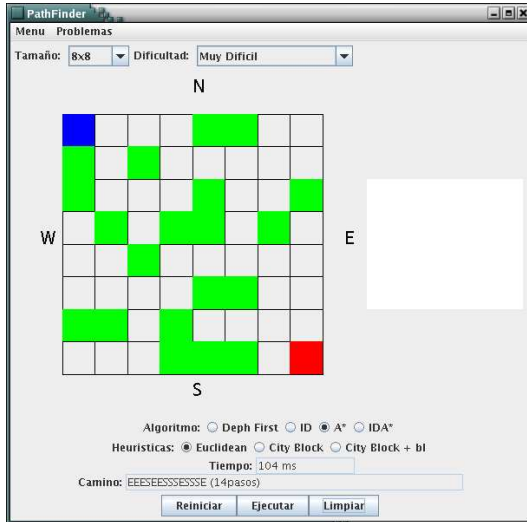 PathFinder
Menu Problemas
Tamaño: 8x8 Dificultad: Muy Dificil
N
W E
S
Algoritmo: Deph First ID A* IDA*
Heuristicas: Euclidean City Block City Block + bl
Tiempo: 104 ms
Camino: EEESEESSSESSSE (14pasos)
Reiniciar Ejecutar Limpiar